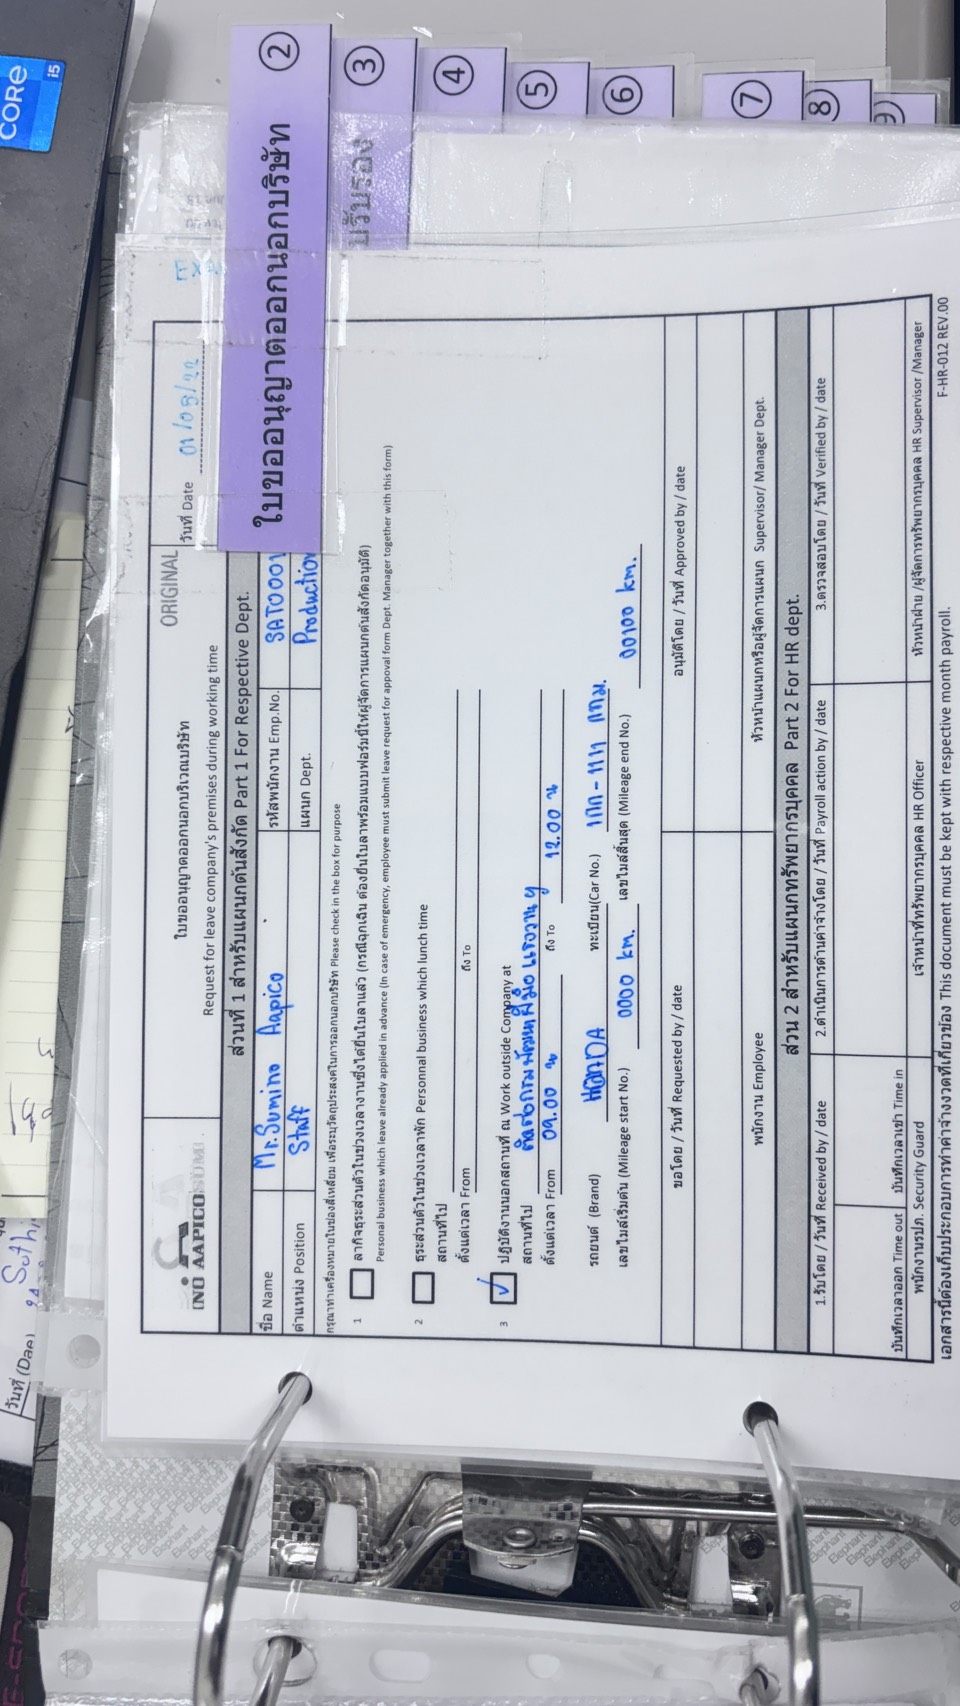 E-SPORT
วันที่ (Dae)
CORE
i5
INO AAPICO
ใบขออนุญาตออกนอกบริเวณบริษัท
Request for leave company's premises during working time
ORIGINAL
วันที่ Date 01/05/22
ส่วนที่ 1 สำหรับแผนกต้นสังกัด Part 1 For Respective Dept.
ชื่อ Name Mr.Sumino Aapico รหัสพนักงาน Emp.No. SAT0001
ตำแหน่ง Position Staff แผนก Dept. Production
ใบขออนุญาตออกนอกบริษัท ②
กรุณาทำเครื่องหมายในช่องสี่เหลี่ยม เพื่อระบุวัตถุประสงค์ในการออกนอกบริษัท Please check in the box for purpose
1 ลากิจธุระส่วนตัวในช่วงเวลางานซึ่งได้ยื่นใบลาแล้ว (กรณีฉุกเฉิน ต้องยื่นใบลาพร้อมแบบฟอร์มนี้ให้ผู้จัดการแผนกต้นสังกัดอนุมัติ)
Personal business which leave already applied in advance (In case of emergency, employee must submit leave request for appoval form Dept. Manager together with this form)
บรับรอง ③
2 ธุระส่วนตัวในช่วงเวลาพัก Personnal business which lunch time
สถานที่ไป
ตั้งแต่เวลา From ถึง To
④
3 ปฏิบัติงานนอกสถานที่ ณ Work outside Company at
สถานที่ไป ติดต่อกรมพัฒนาฝีมือแรงงาน ฯ
ตั้งแต่เวลา From 09.00 น ถึง To 12.00 น
⑤
รถยนต์ (Brand) HONDA ทะเบียน(Car No.) 1กก-1111 กทม.
เลขไมล์เริ่มต้น (Mileage start No.) 0000 km. เลขไมล์สิ้นสุด (Mileage end No.) 00100 km.
⑥
ขอโดย / วันที่ Requested by / date อนุมัติโดย / วันที่ Approved by / date
พนักงาน Employee หัวหน้าแผนกหรือผู้จัดการแผนก Supervisor/ Manager Dept.
⑦
ส่วน 2 สำหรับแผนกทรัพยากรบุคคล Part 2 For HR dept.
1.รับโดย / วันที่ Received by / date 2.ดำเนินการด้านค่าจ้างโดย / วันที่ Payroll action by / date 3.ตรวจสอบโดย / วันที่ Verified by / date
⑧
บันทึกเวลาออก Time out บันทึกเวลาเข้า Time in
⑨
พนักงานรปภ. Security Guard เจ้าหน้าที่ทรัพยากรบุคคล HR Officer หัวหน้าฝ่าย /ผู้จัดการทรัพยากรบุคคล HR Supervisor /Manager
เอกสารนี้ต้องเก็บประกอบการทำค่าจ้างงวดที่เกี่ยวข้อง This document must be kept with respective month payroll.
F-HR-012 REV.00